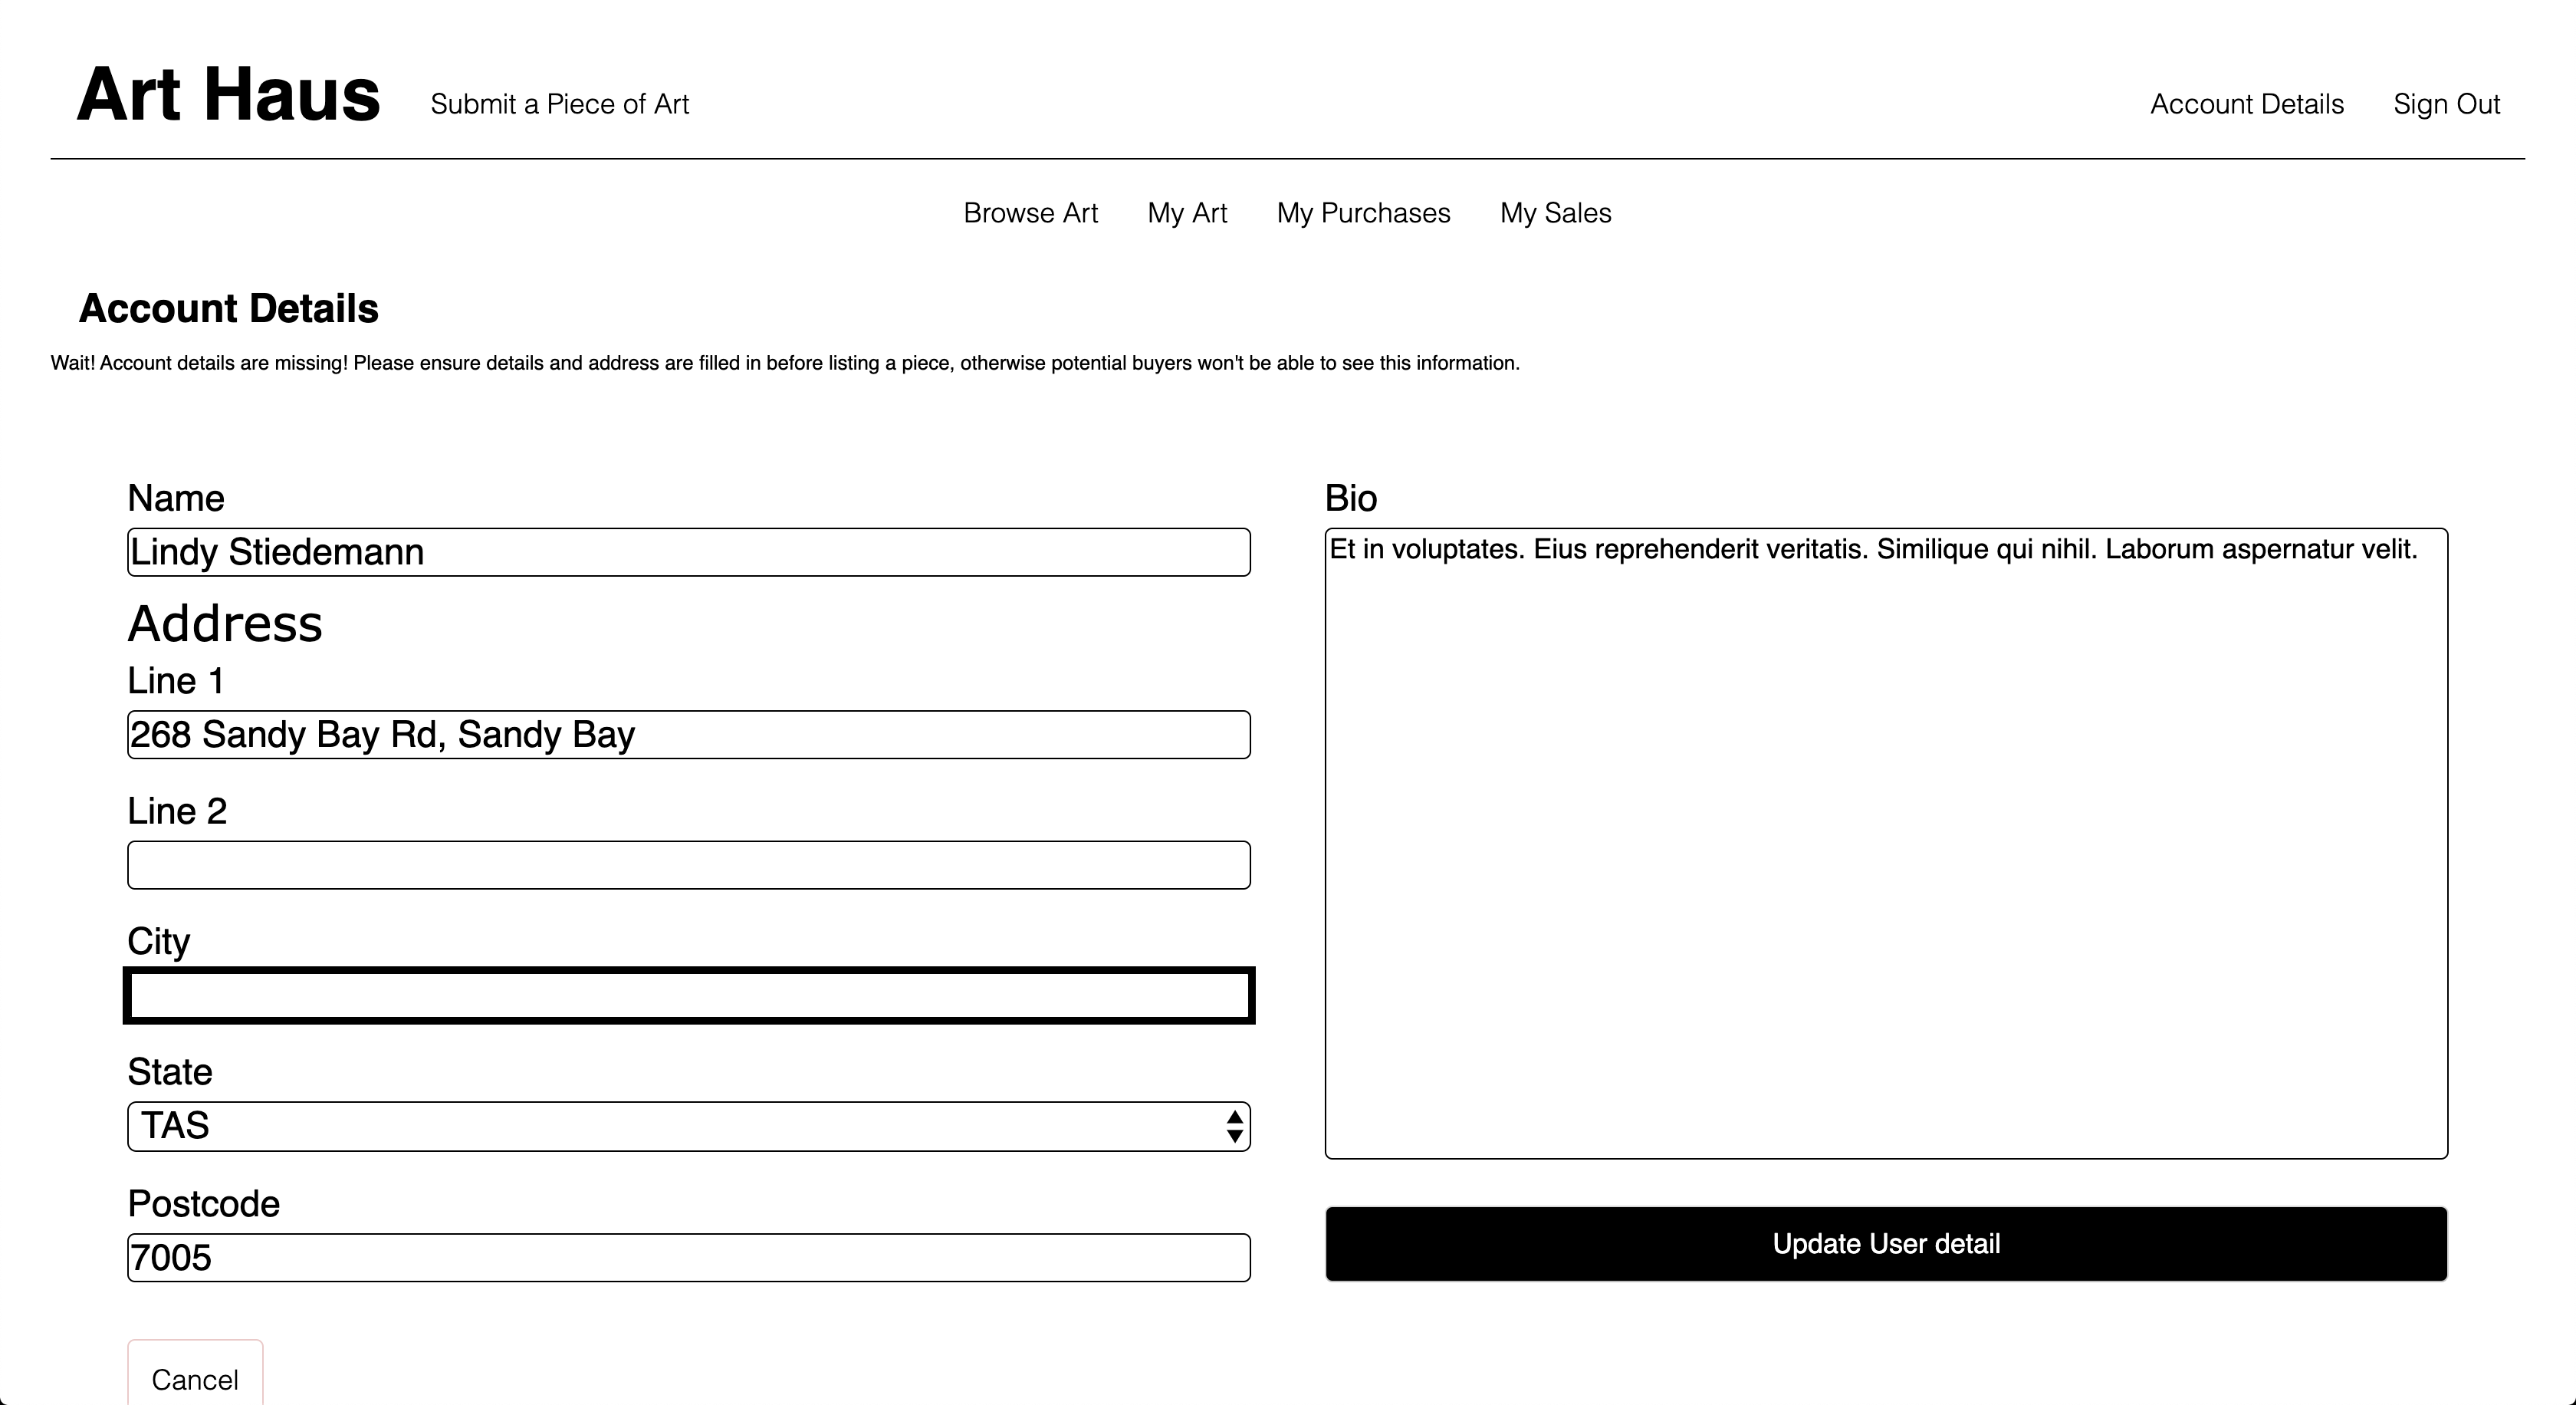 Art Haus Submit a Piece of Art Account Details Sign Out
Browse Art My Art My Purchases My Sales
Account Details
Wait! Account details are missing! Please ensure details and address are filled in before listing a piece, otherwise potential buyers won't be able to see this information.
Name
Lindy Stiedemann
Address
Line 1
268 Sandy Bay Rd, Sandy Bay
Line 2
City
State
TAS
Postcode
7005
Cancel
Bio
Et in voluptates. Eius reprehenderit veritatis. Similique qui nihil. Laborum aspernatur velit.
Update User detail